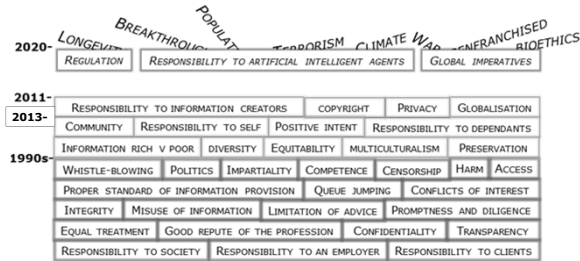 LONGEVITY BREAKTHROUGH POPULAT TERRORISM CLIMATE WAR ENFRANCHISED BIOETHICS
2020-
REGULATION RESPONSIBILITY TO ARTIFICIAL INTELLIGENT AGENTS GLOBAL IMPERATIVES
2011-
RESPONSIBILITY TO INFORMATION CREATORS COPYRIGHT PRIVACY GLOBALISATION
2013-
COMMUNITY RESPONSIBILITY TO SELF POSITIVE INTENT RESPONSIBILITY TO DEPENDANTS
INFORMATION RICH V POOR DIVERSITY EQUITABILITY MULTICULTURALISM PRESERVATION
1990s-
WHISTLE-BLOWING POLITICS IMPARTIALITY COMPETENCE CENSORSHIP HARM ACCESS
PROPER STANDARD OF INFORMATION PROVISION QUEUE JUMPING CONFLICTS OF INTEREST
INTEGRITY MISUSE OF INFORMATION LIMITATION OF ADVICE PROMPTNESS AND DILIGENCE
EQUAL TREATMENT GOOD REPUTE OF THE PROFESSION CONFIDENTIALITY TRANSPARENCY
RESPONSIBILITY TO SOCIETY RESPONSIBILITY TO AN EMPLOYER RESPONSIBILITY TO CLIENTS